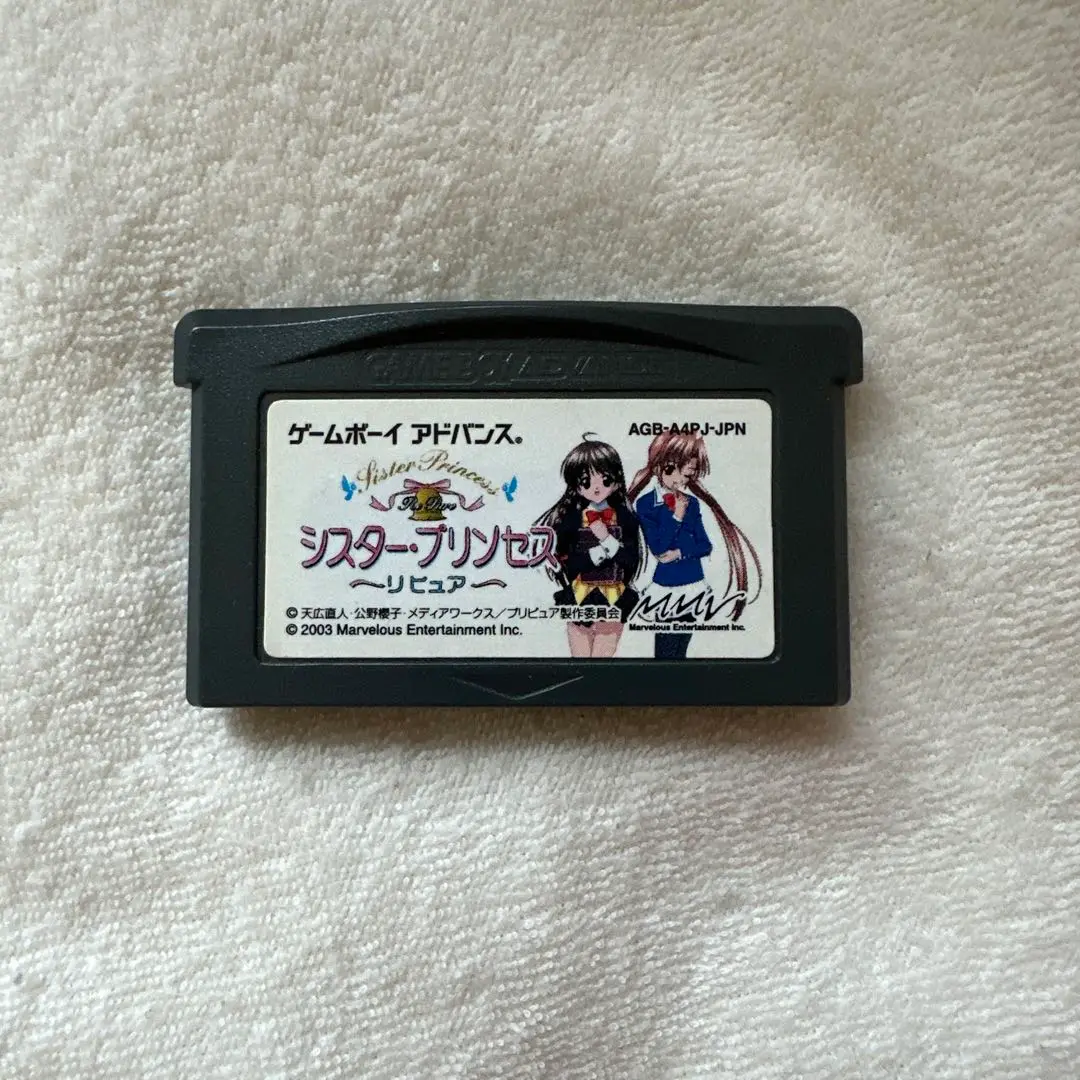 GAME BOY ADVANCE
ゲームボーイ アドバンス®
AGB-A4PJ-JPN
Sister Princess
Re Pure
シスター・プリンセス
〜リピュア〜
© 天広直人・公野櫻子・メディアワークス/プリピュア製作委員会
© 2003 Marvelous Entertainment Inc.
MMV
Marvelous Entertainment Inc.